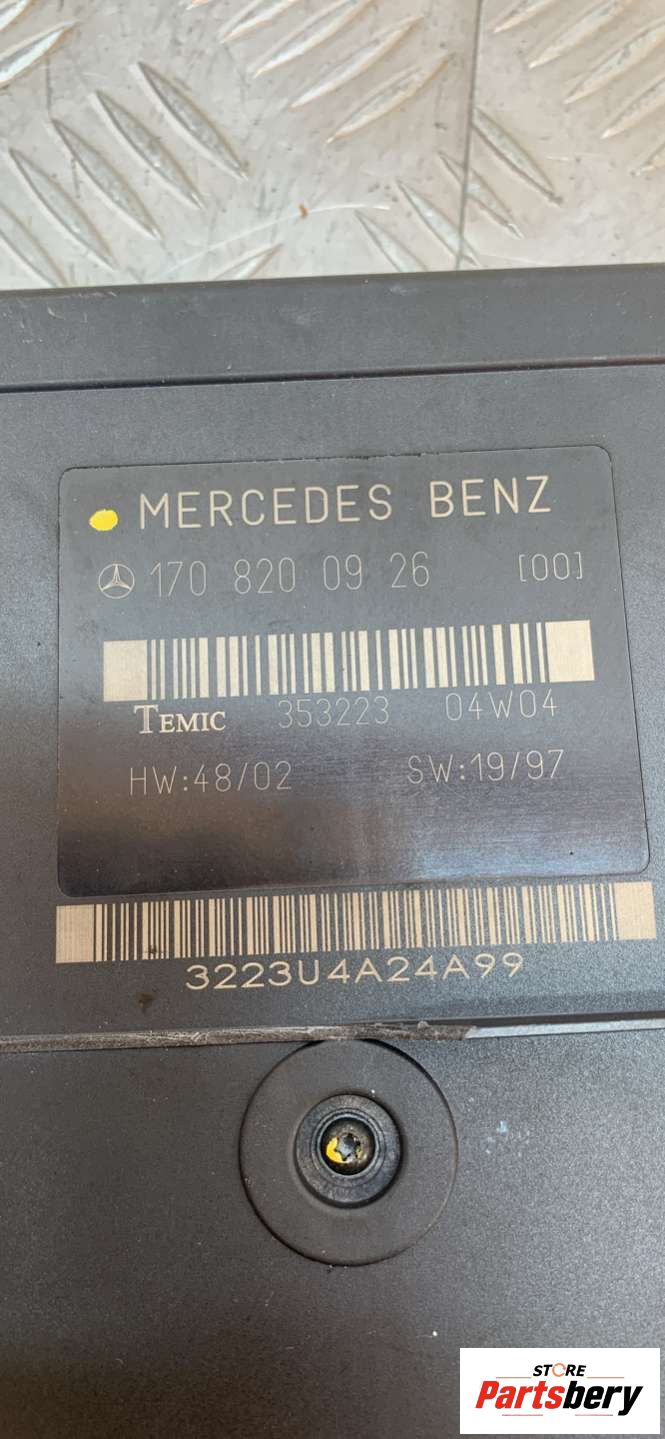 MERCEDES BENZ
170 820 09 26 [00]
TEMIC 353223 04W04
HW:48/02 SW:19/97
3223U4A24A99
STORE
Partsbery